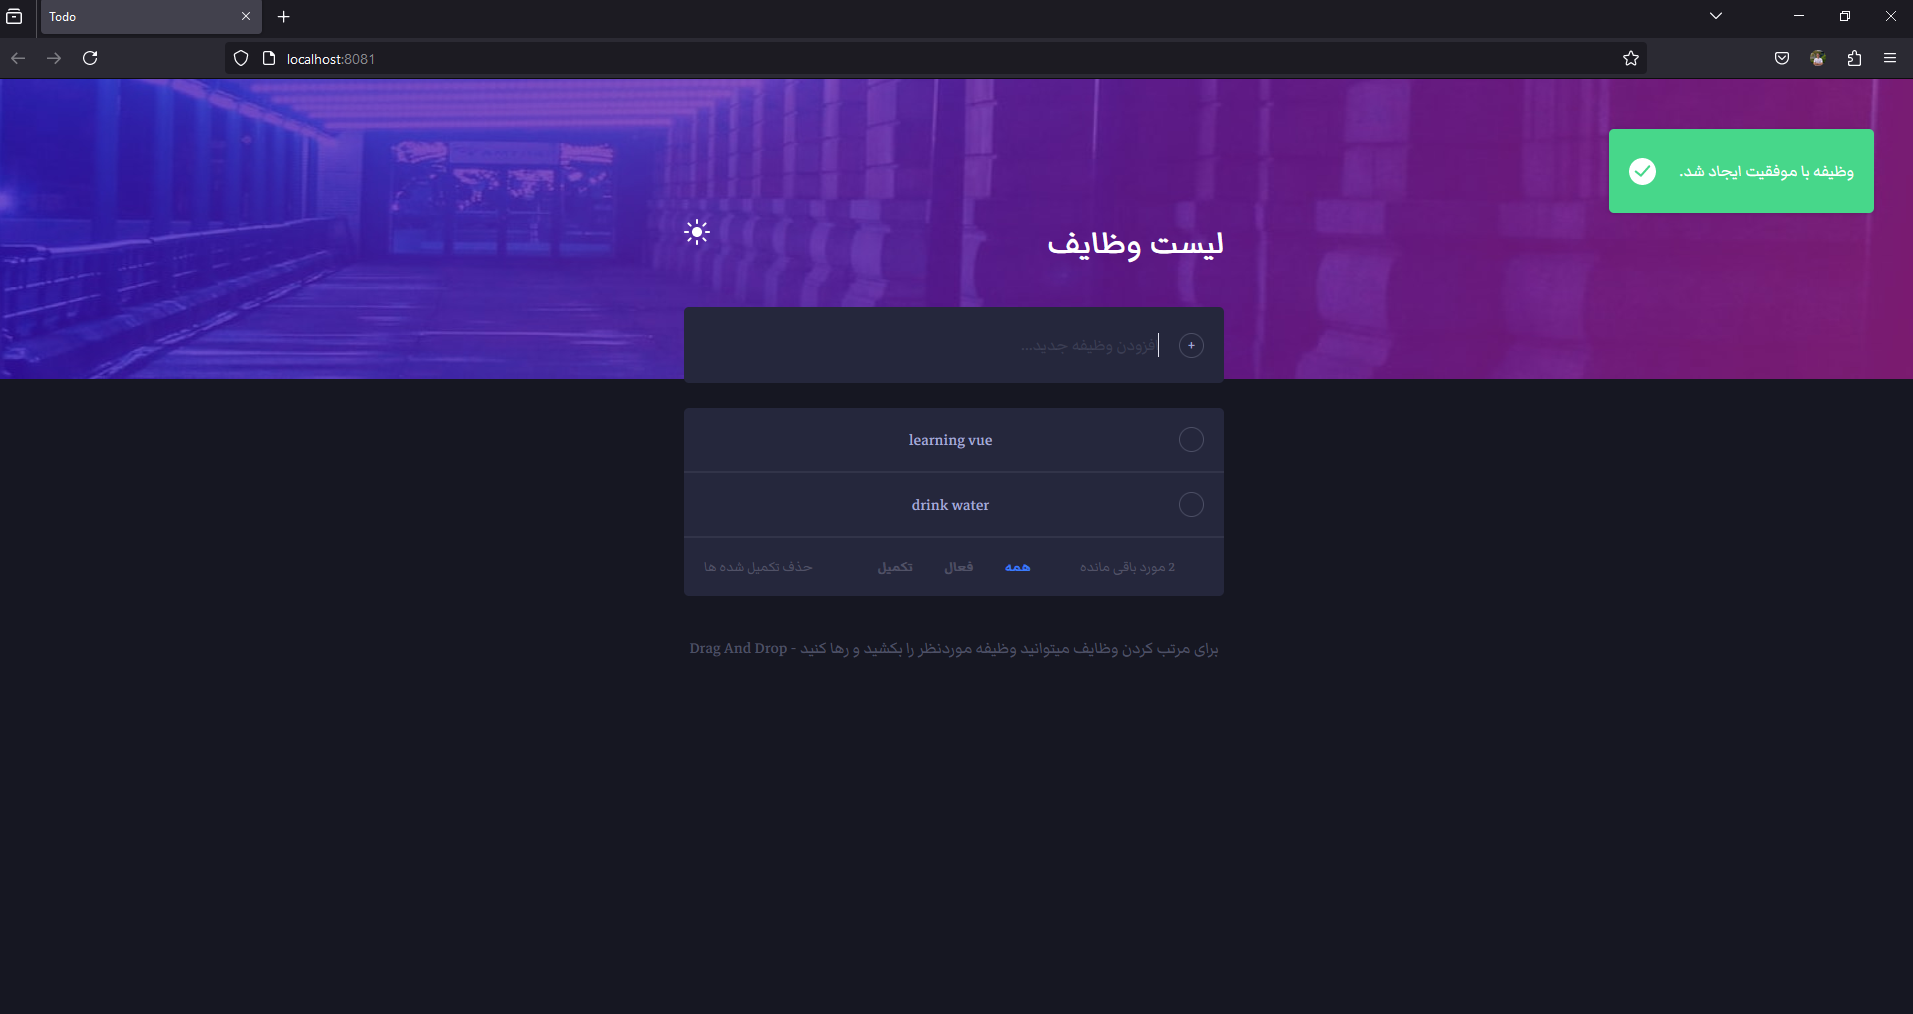 Todo
localhost:8081
وظیفه با موفقیت ایجاد شد.
لیست وظایف
افزودن وظیفه جدید...
learning vue
drink water
2 مورد باقی مانده
همه
فعال
تکمیل
حذف تکمیل شده ها
برای مرتب کردن وظایف میتوانید وظیفه موردنظر را بکشید و رها کنید - Drag And Drop